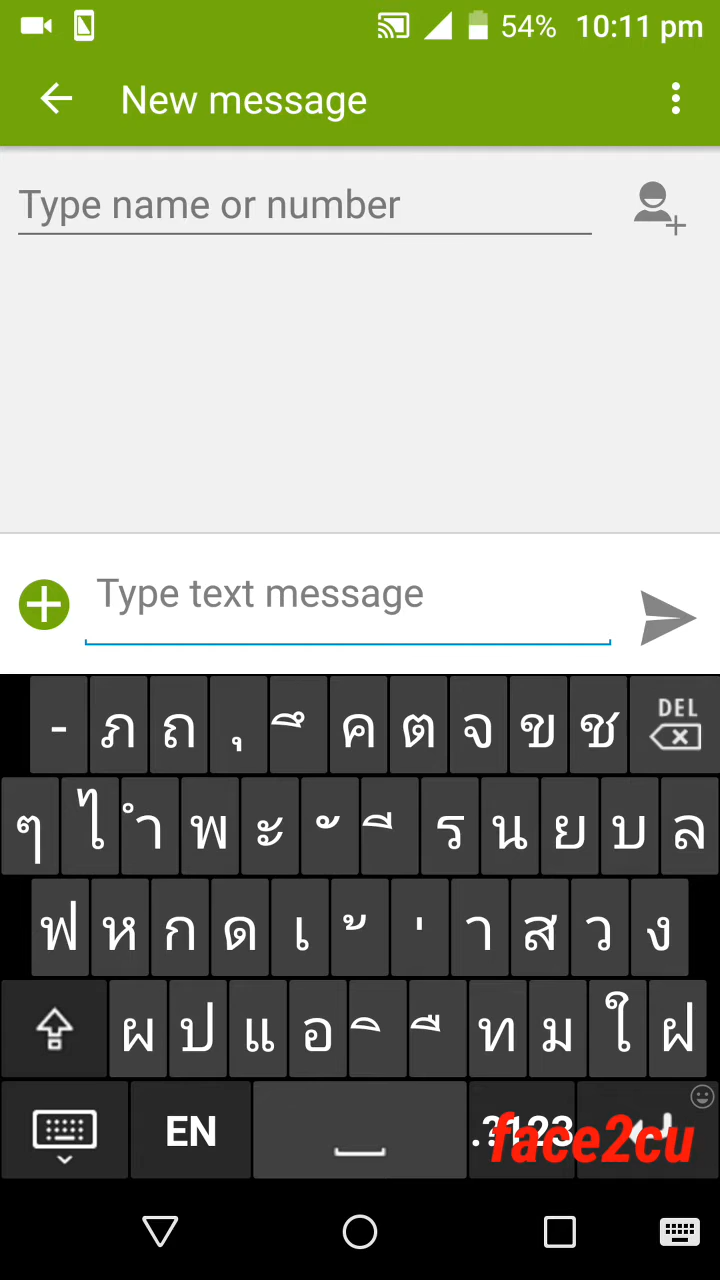 54% 10:11 pm
New message
Type name or number
Type text message
- ภ ถ ุ ึ ค ต จ ข ช DEL
ๆ ไ ำ พ ะ ั ี ร น ย บ ล
ฟ ห ก ด เ ้ ่ า ส ว ง
ผ ป แ อ ิ ื ท ม ใ ฝ
EN .?123
face2cu